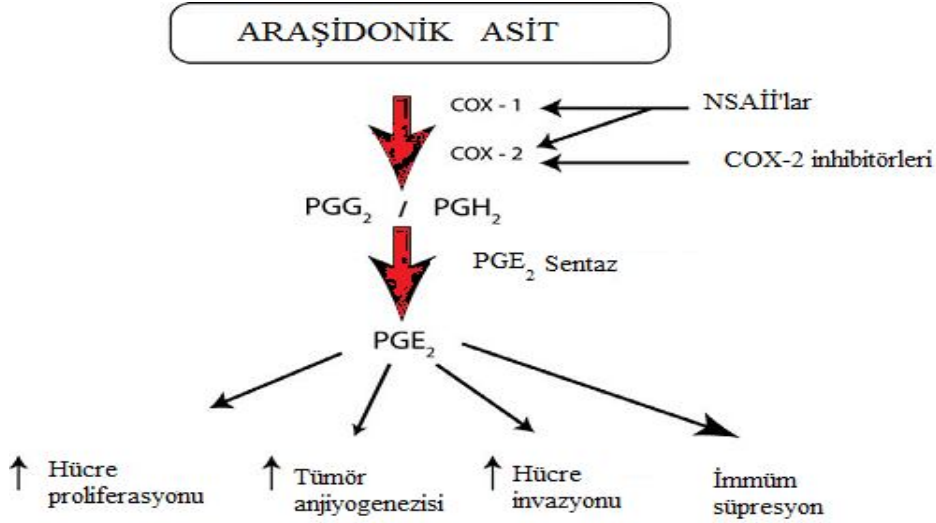 ARAŞİDONİK ASİT
COX - 1
NSAİİ'lar
COX - 2
COX-2 inhibitörleri
PGG₂ / PGH₂
PGE₂ Sentaz
PGE₂
↑ Hücre
proliferasyonu
↑ Tümör
anjiyogenezisi
↑ Hücre
invazyonu
İmmüm
süpresyon